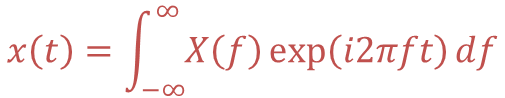 x(t) = ∫_{-∞}^{∞} X(f) exp(i2πft) df